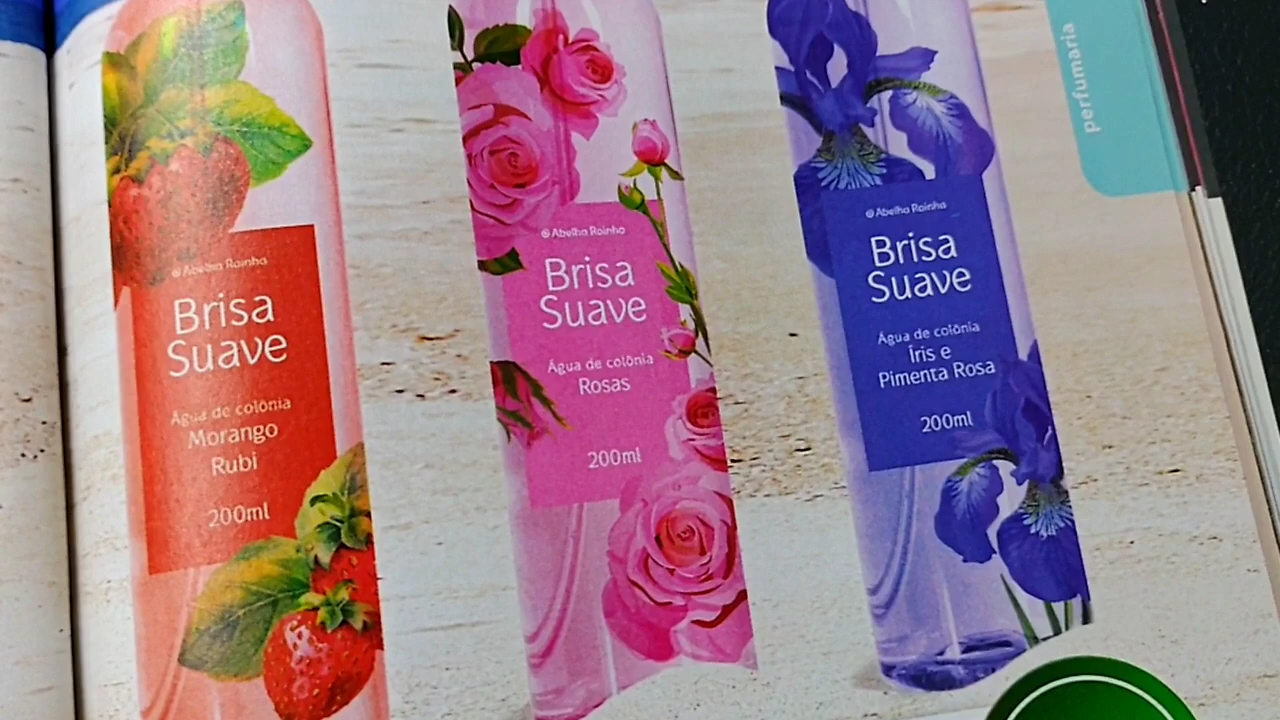 Abelha Rainha
Brisa
Suave
Água de colônia
Morango
Rubi
200ml
Abelha Rainha
Brisa
Suave
Água de colônia
Rosas
200ml
Abelha Rainha
Brisa
Suave
Água de colônia
Íris e
Pimenta Rosa
200ml
perfumaria